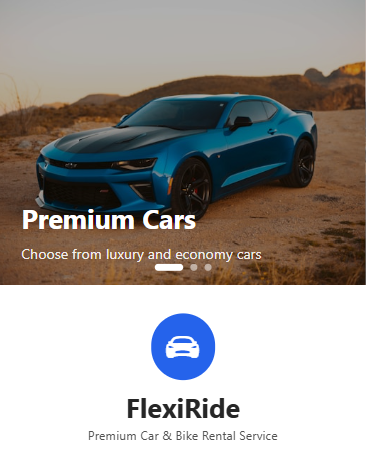 Premium Cars
Choose from luxury and economy cars
FlexiRide
Premium Car & Bike Rental Service